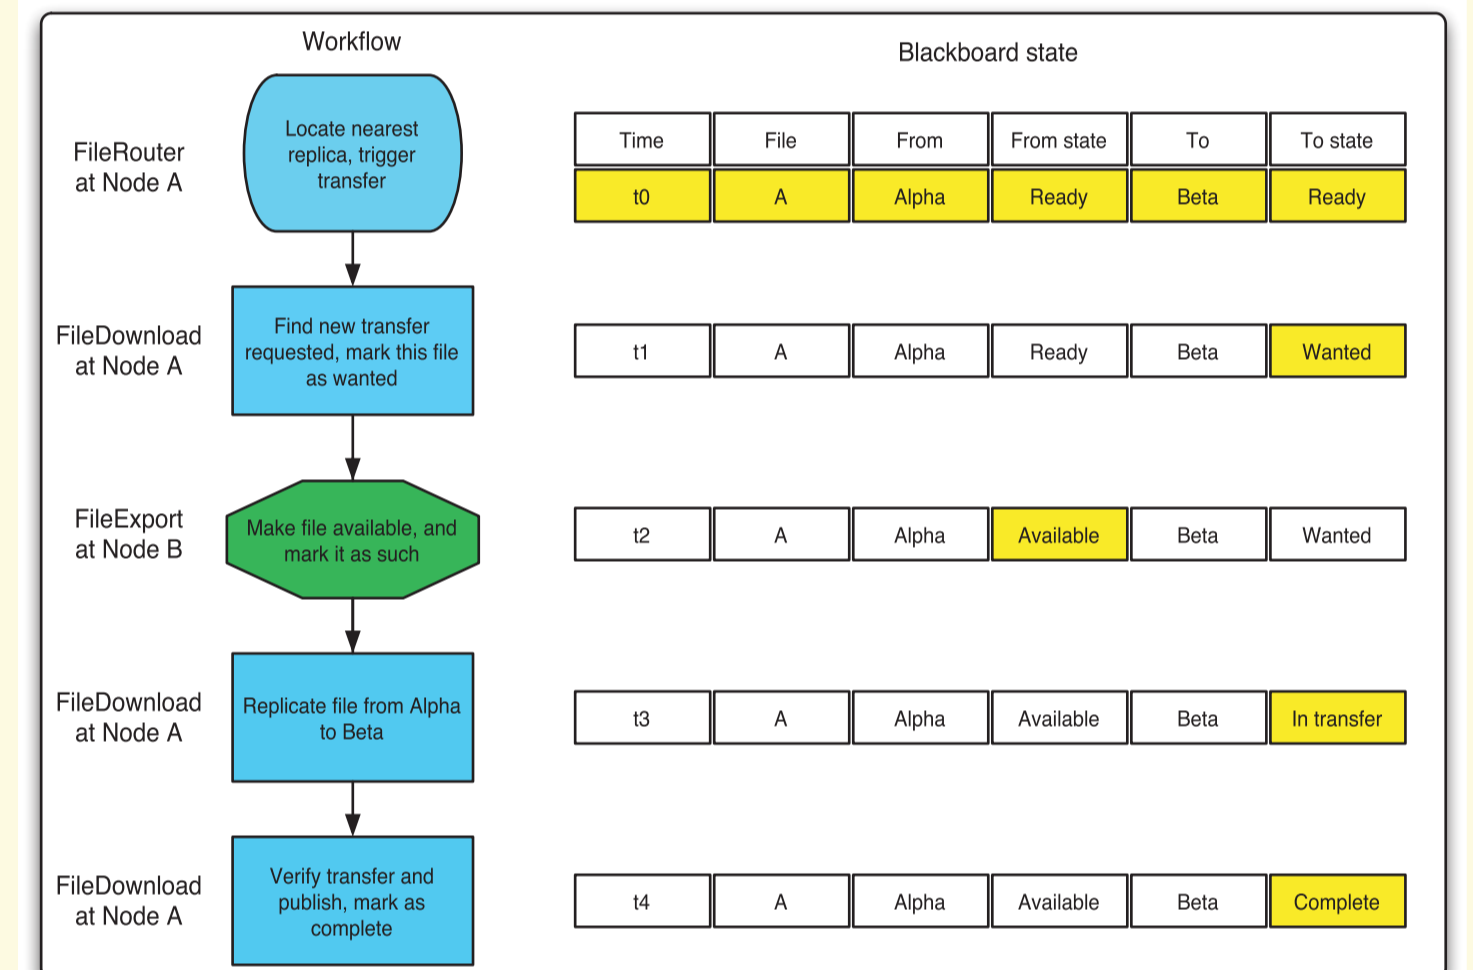 Workflow
Blackboard state
FileRouter
at Node A
Locate nearest
replica, trigger
transfer
Time File From From state To To state
t0 A Alpha Ready Beta Ready
FileDownload
at Node A
Find new transfer
requested, mark this file
as wanted
t1 A Alpha Ready Beta Wanted
FileExport
at Node B
Make file available, and
mark it as such
t2 A Alpha Available Beta Wanted
FileDownload
at Node A
Replicate file from Alpha
to Beta
t3 A Alpha Available Beta In transfer
FileDownload
at Node A
Verify transfer and
publish, mark as
complete
t4 A Alpha Available Beta Complete